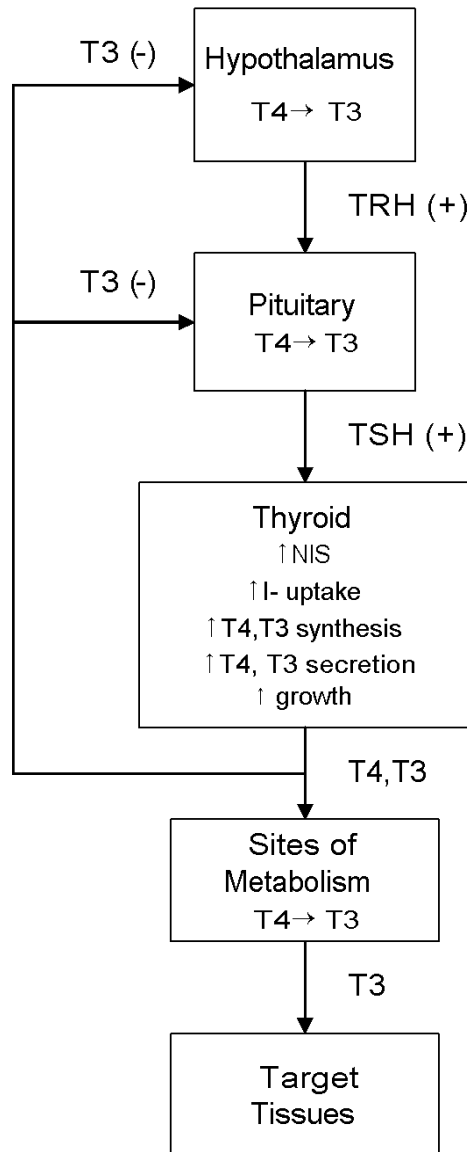 T3 (-)
Hypothalamus
T4→ T3
TRH (+)
T3 (-)
Pituitary
T4→ T3
TSH (+)
Thyroid
↑NIS
↑I- uptake
↑T4,T3 synthesis
↑T4, T3 secretion
↑ growth
T4,T3
Sites of
Metabolism
T4→ T3
T3
Target
Tissues